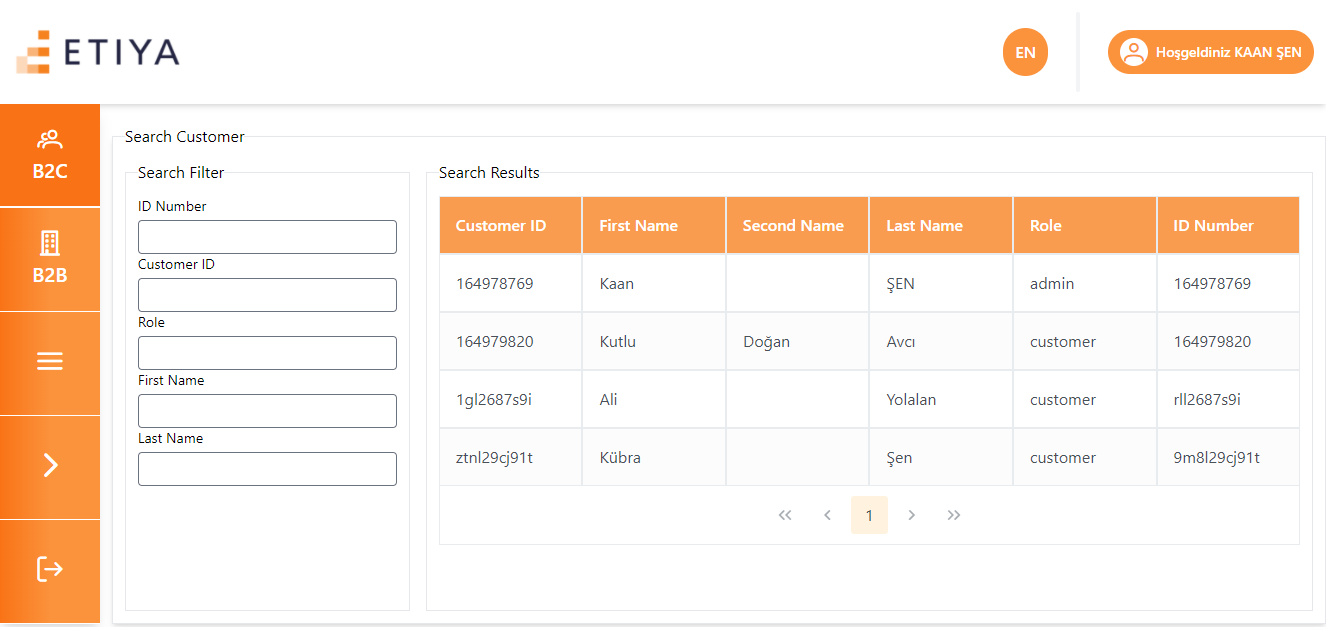 ETIYA
EN
Hoşgeldiniz KAAN ŞEN
B2C
B2B
Search Customer
Search Filter
ID Number
Customer ID
Role
First Name
Last Name
Search Results
Customer ID First Name Second Name Last Name Role ID Number
164978769 Kaan ŞEN admin 164978769
164979820 Kutlu Doğan Avcı customer 164979820
1gl2687s9i Ali Yolalan customer rll2687s9i
ztnl29cj91t Kübra Şen customer 9m8l29cj91t
1